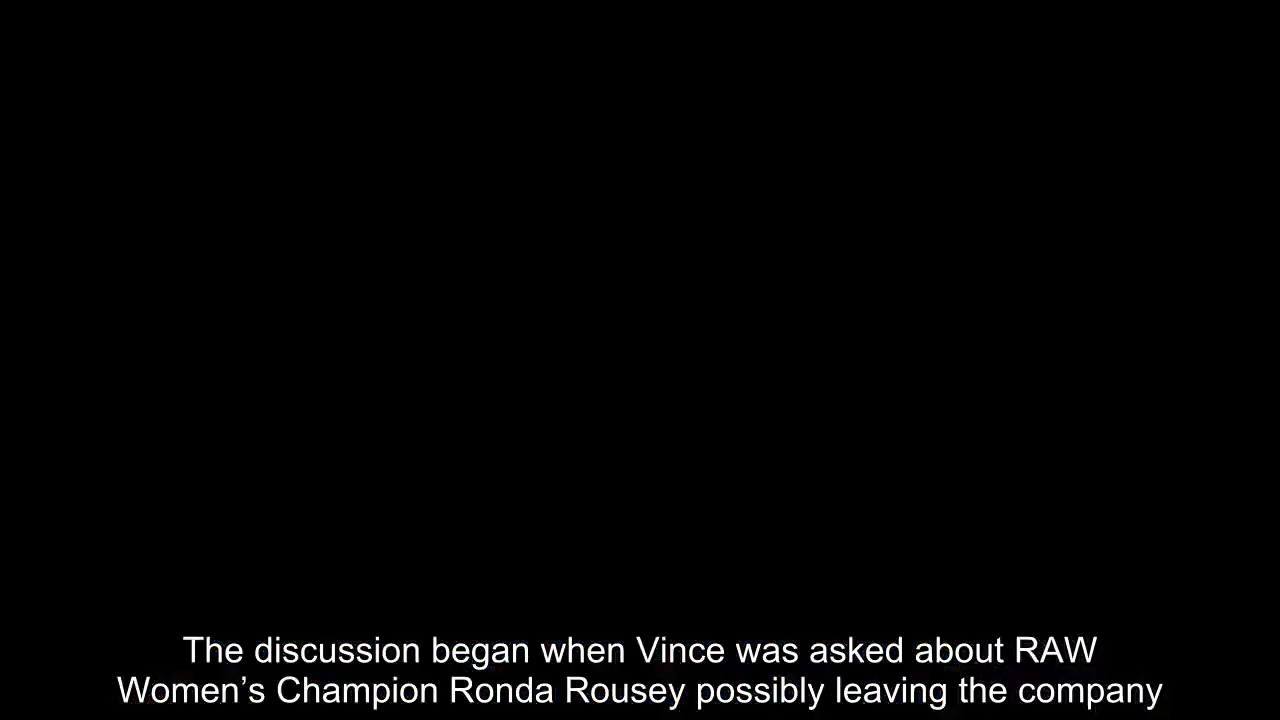 The discussion began when Vince was asked about RAW
Women’s Champion Ronda Rousey possibly leaving the company